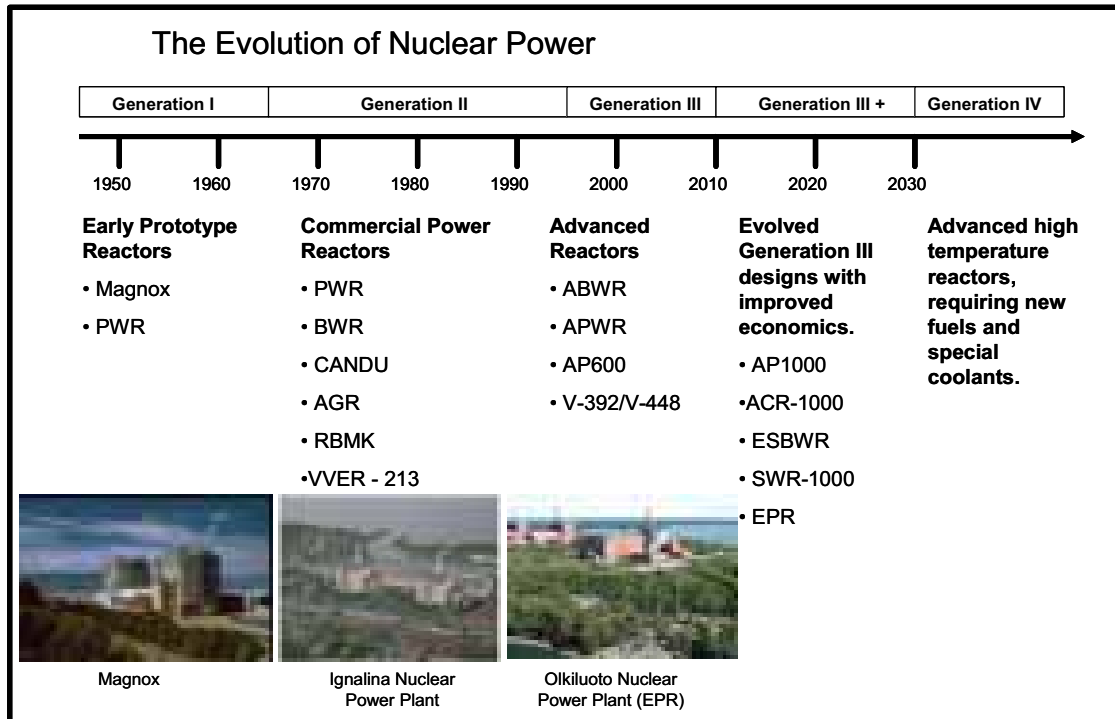 The Evolution of Nuclear Power
Generation I
Generation II
Generation III
Generation III +
Generation IV
1950
1960
1970
1980
1990
2000
2010
2020
2030
Early Prototype
Reactors
• Magnox
• PWR
Commercial Power
Reactors
• PWR
• BWR
• CANDU
• AGR
• RBMK
•VVER - 213
Advanced
Reactors
• ABWR
• APWR
• AP600
• V-392/V-448
Evolved
Generation III
designs with
improved
economics.
• AP1000
•ACR-1000
• ESBWR
• SWR-1000
• EPR
Advanced high
temperature
reactors,
requiring new
fuels and
special
coolants.
Magnox
Ignalina Nuclear
Power Plant
Olkiluoto Nuclear
Power Plant (EPR)